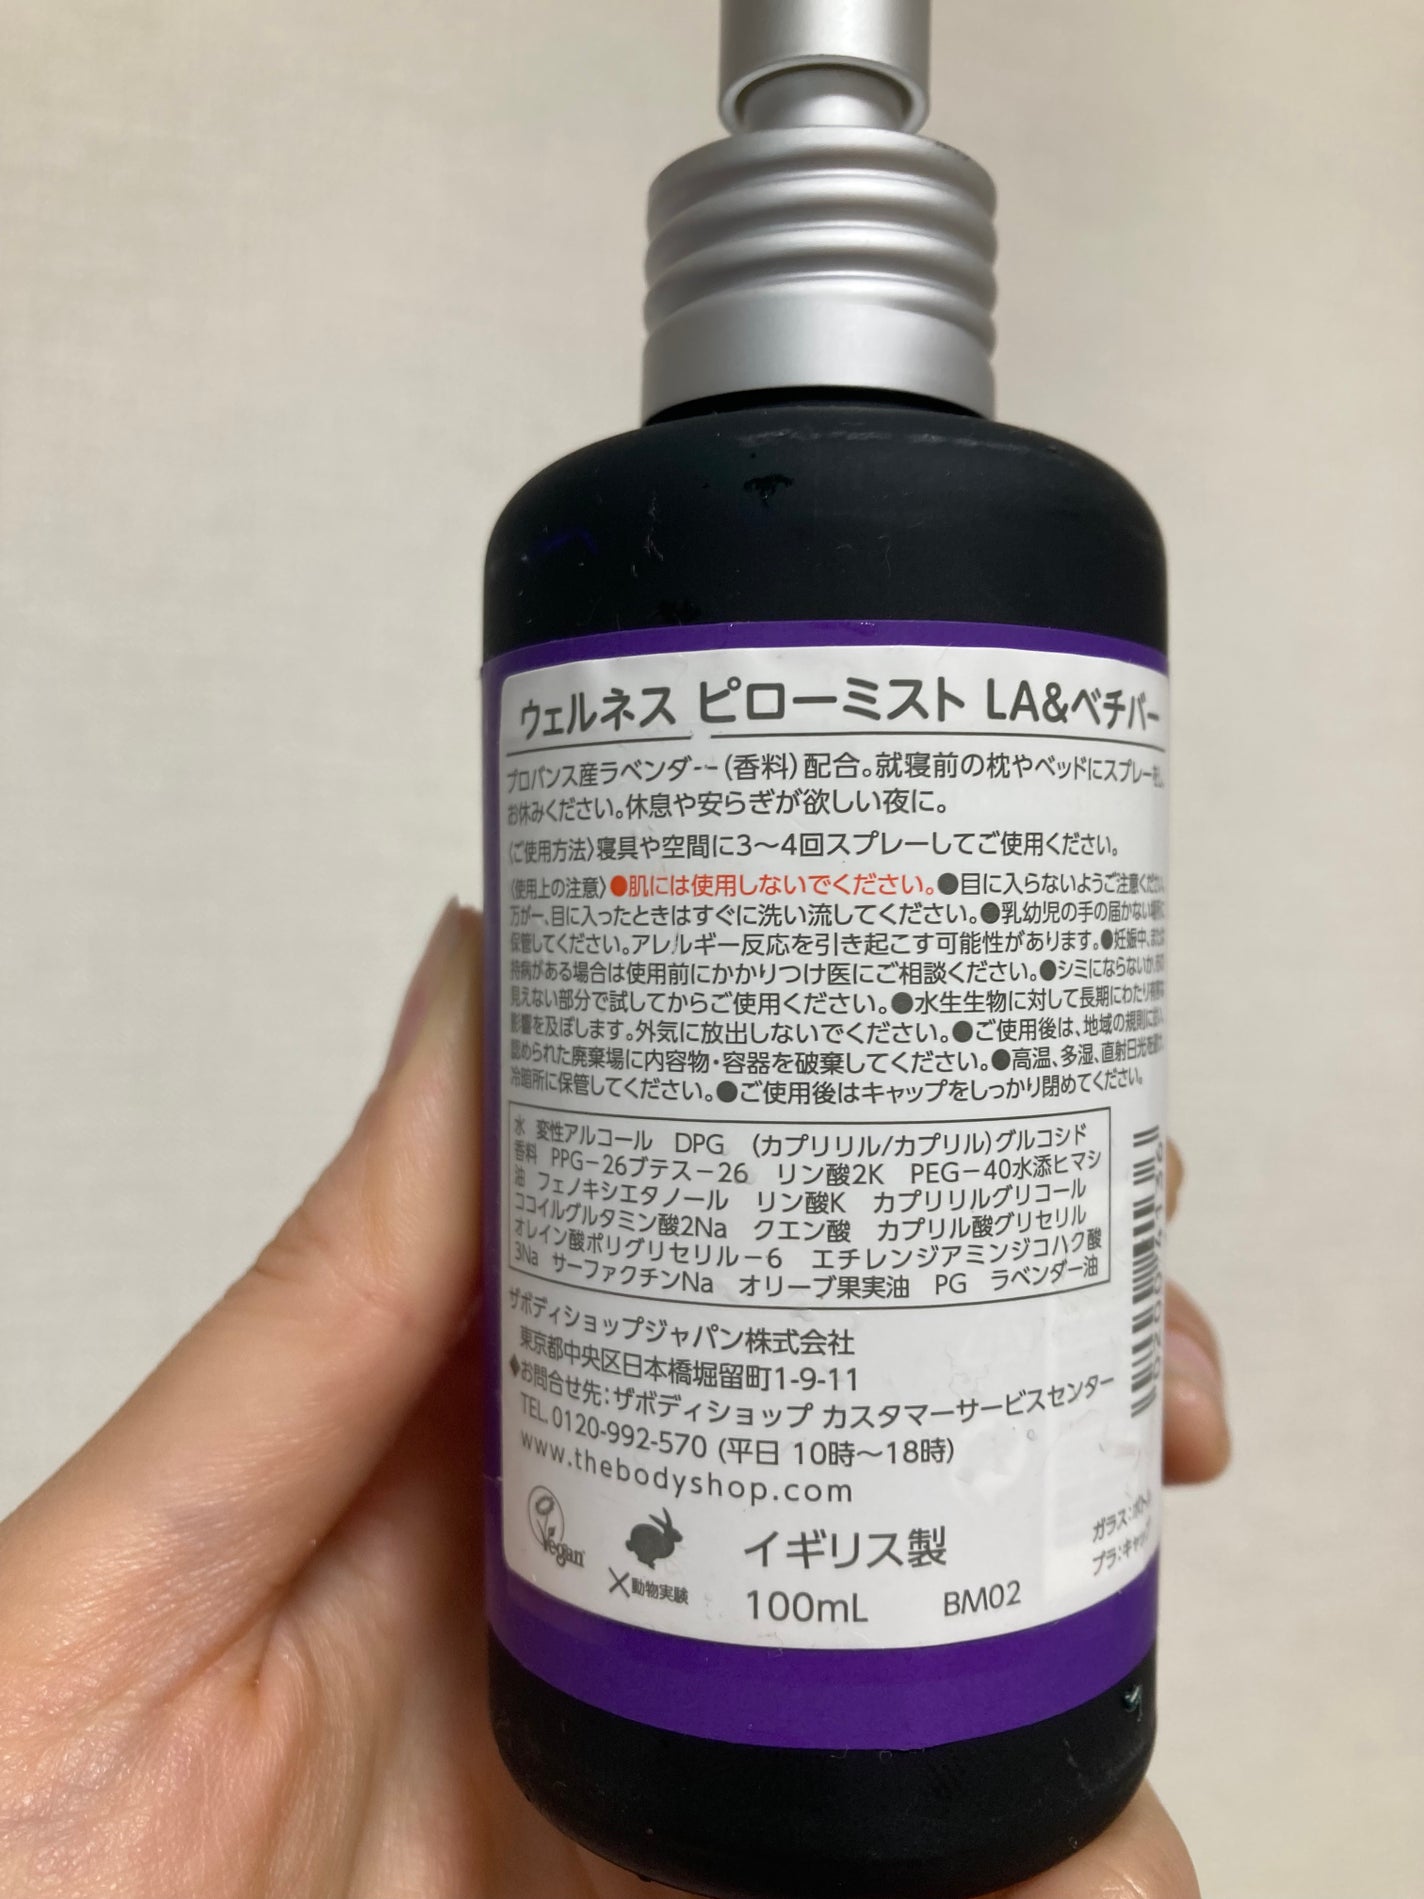 ウェルネス ピローミスト LA&ベチバー
プロバンス産ラベンダー(香料)配合。就寝前の枕やベッドにスプレー
お休みください。休息や安らぎが欲しい夜に。
〈ご使用方法〉寝具や空間に3〜4回スプレーしてご使用ください。
〈使用上の注意〉●肌には使用しないでください。●目に入らないようご注意ください。
万が一、目に入ったときはすぐに洗い流してください。●乳幼児の手の届かない
保管してください。アレルギー反応を引き起こす可能性があります。●妊娠中、
持病がある場合は使用前にかかりつけ医にご相談ください。●シミにならないか、
見えない部分で試してからご使用ください。●水生生物に対して長期にわたり
影響を及ぼします。外気に放出しないでください。●ご使用後は、地域の規則に
認められた廃棄場に内容物・容器を破棄してください。●高温、多湿、直射日光を
冷暗所に保管してください。●ご使用後はキャップをしっかり閉めてください。
水 変性アルコール DPG (カプリリル/カプリル)グルコシド
香料 PPG-26ブテス-26 リン酸2K PEG-40水添ヒマシ
油 フェノキシエタノール リン酸K カプリリルグリコール
ココイルグルタミン酸2Na クエン酸 カプリル酸グリセリル
オレイン酸ポリグリセリル-6 エチレンジアミンジコハク酸
3Na サーファクチンNa オリーブ果実油 PG ラベンダー油
ザボディショップジャパン株式会社
東京都中央区日本橋堀留町1-9-11
◆お問合せ先:ザボディショップ カスタマーサービスセンター
TEL.0120-992-570 (平日 10時〜18時)
www.thebodyshop.com
Vegan
×動物実験
イギリス製
100mL BM02
ガラス:ボトル
プラ:キャップ